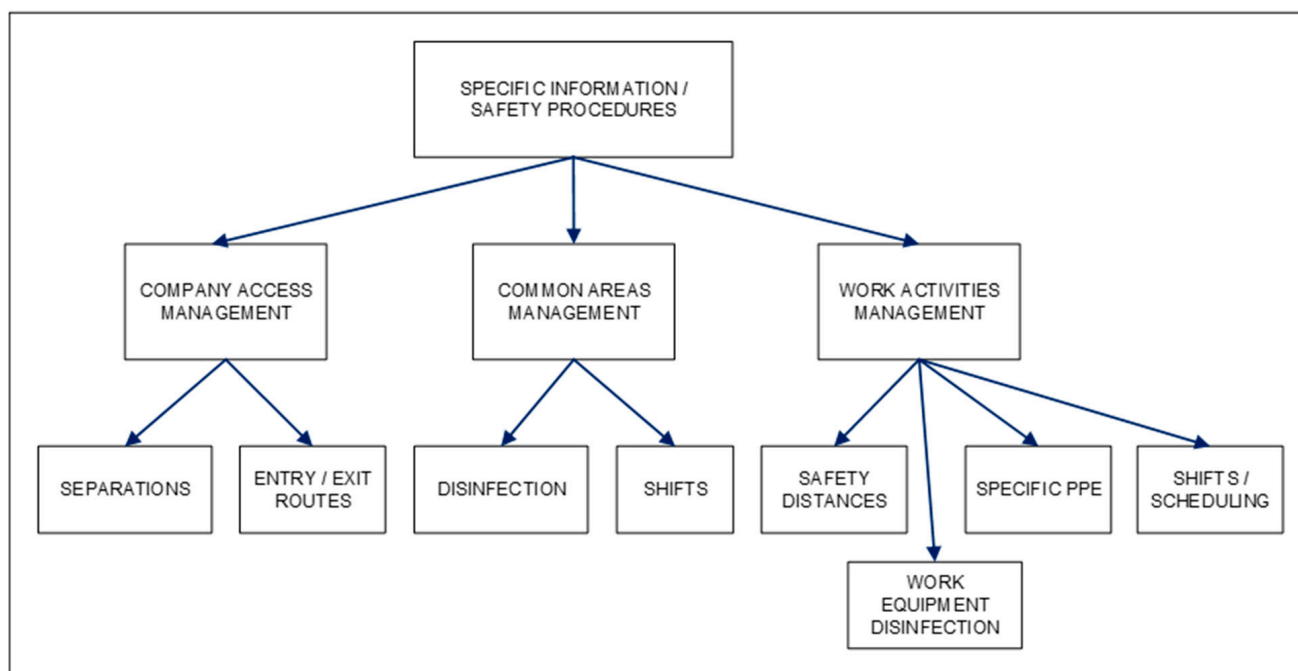 SPECIFIC INFORMATION /
SAFETY PROCEDURES
COMPANY ACCESS
MANAGEMENT
COMMON AREAS
MANAGEMENT
WORK ACTIVITIES
MANAGEMENT
SEPARATIONS
ENTRY / EXIT
ROUTES
DISINFECTION
SHIFTS
SAFETY
DISTANCES
SPECIFIC PPE
SHIFTS /
SCHEDULING
WORK
EQUIPMENT
DISINFECTION